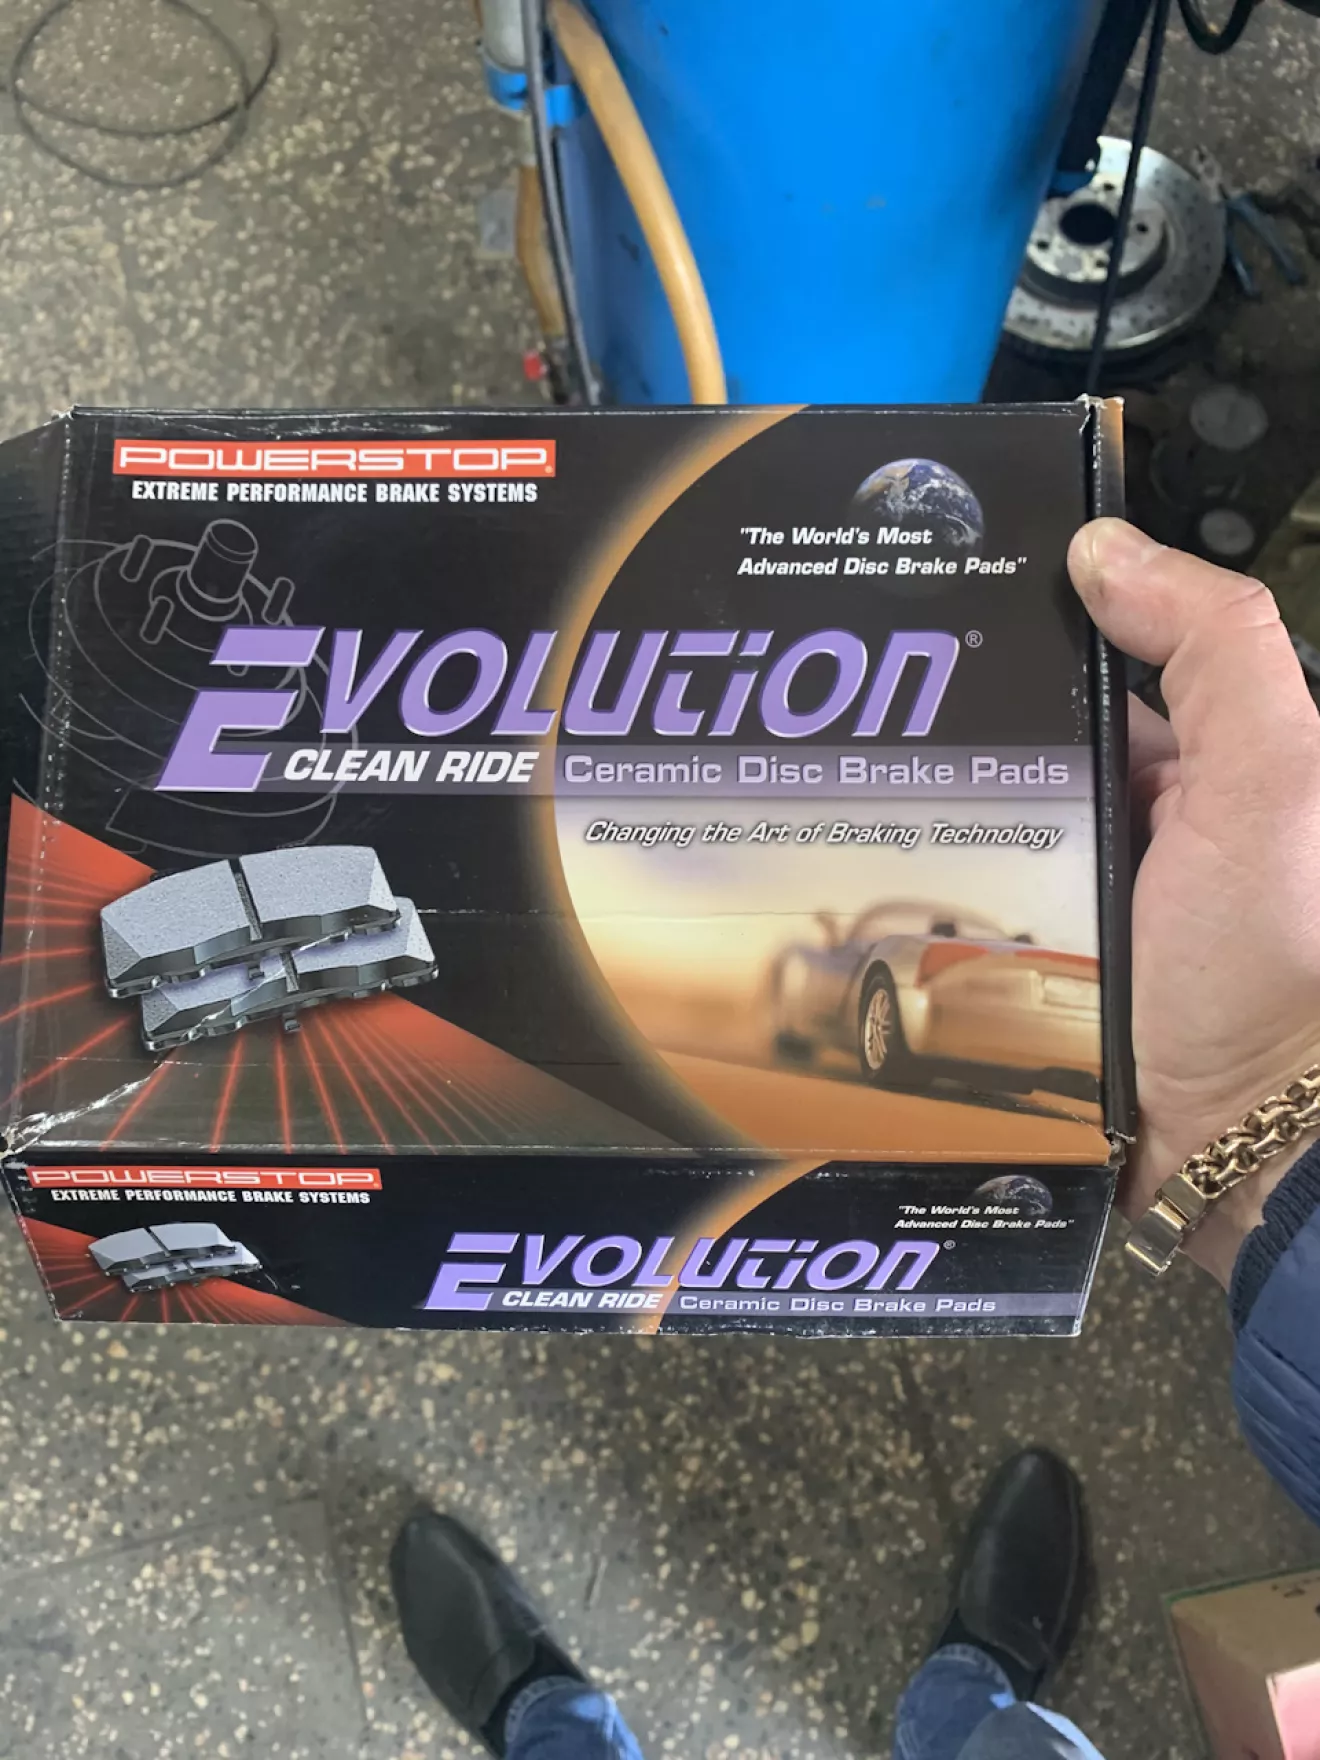 POWERSTOP®
EXTREME PERFORMANCE BRAKE SYSTEMS
"The World's Most
Advanced Disc Brake Pads"
EVOLUTION®
CLEAN RIDE Ceramic Disc Brake Pads
Changing the Art of Braking Technology
POWERSTOP®
EXTREME PERFORMANCE BRAKE SYSTEMS
"The World's Most
Advanced Disc Brake Pads"
EVOLUTION®
CLEAN RIDE Ceramic Disc Brake Pads